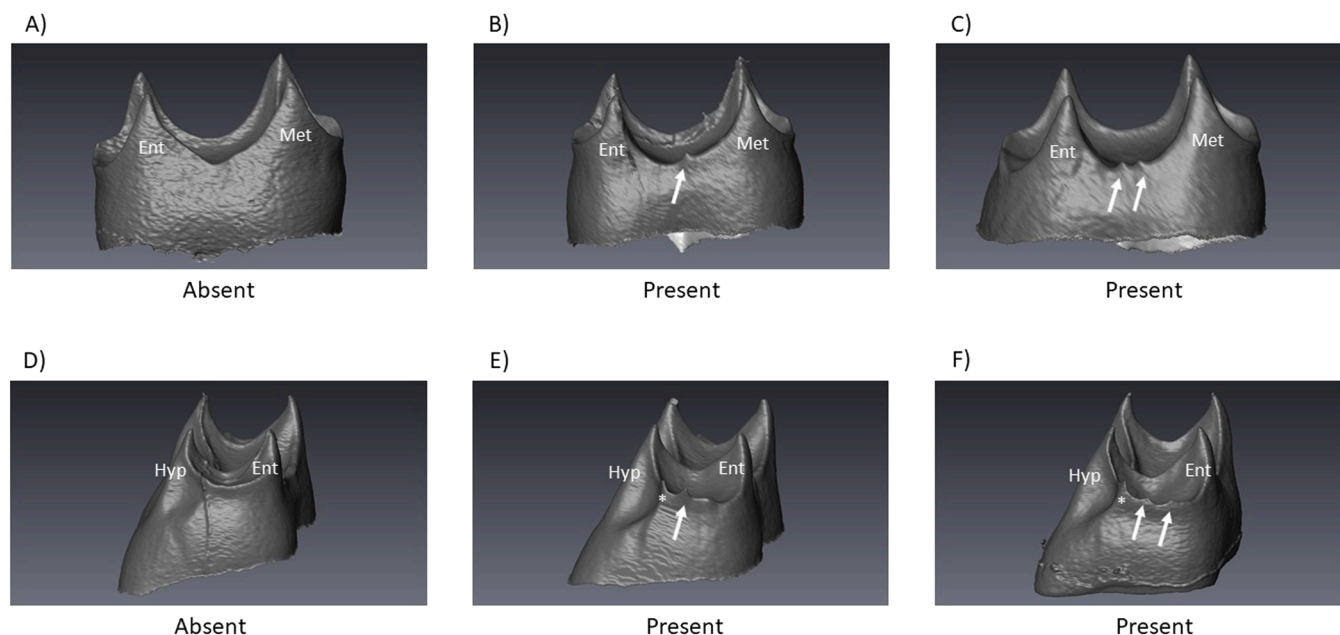 A)
B)
C)
Ent
Met
Ent
Met
Ent
Met
Absent
Present
Present
D)
E)
F)
Hyp
Ent
Hyp
Ent
*
Hyp
Ent
*
Absent
Present
Present